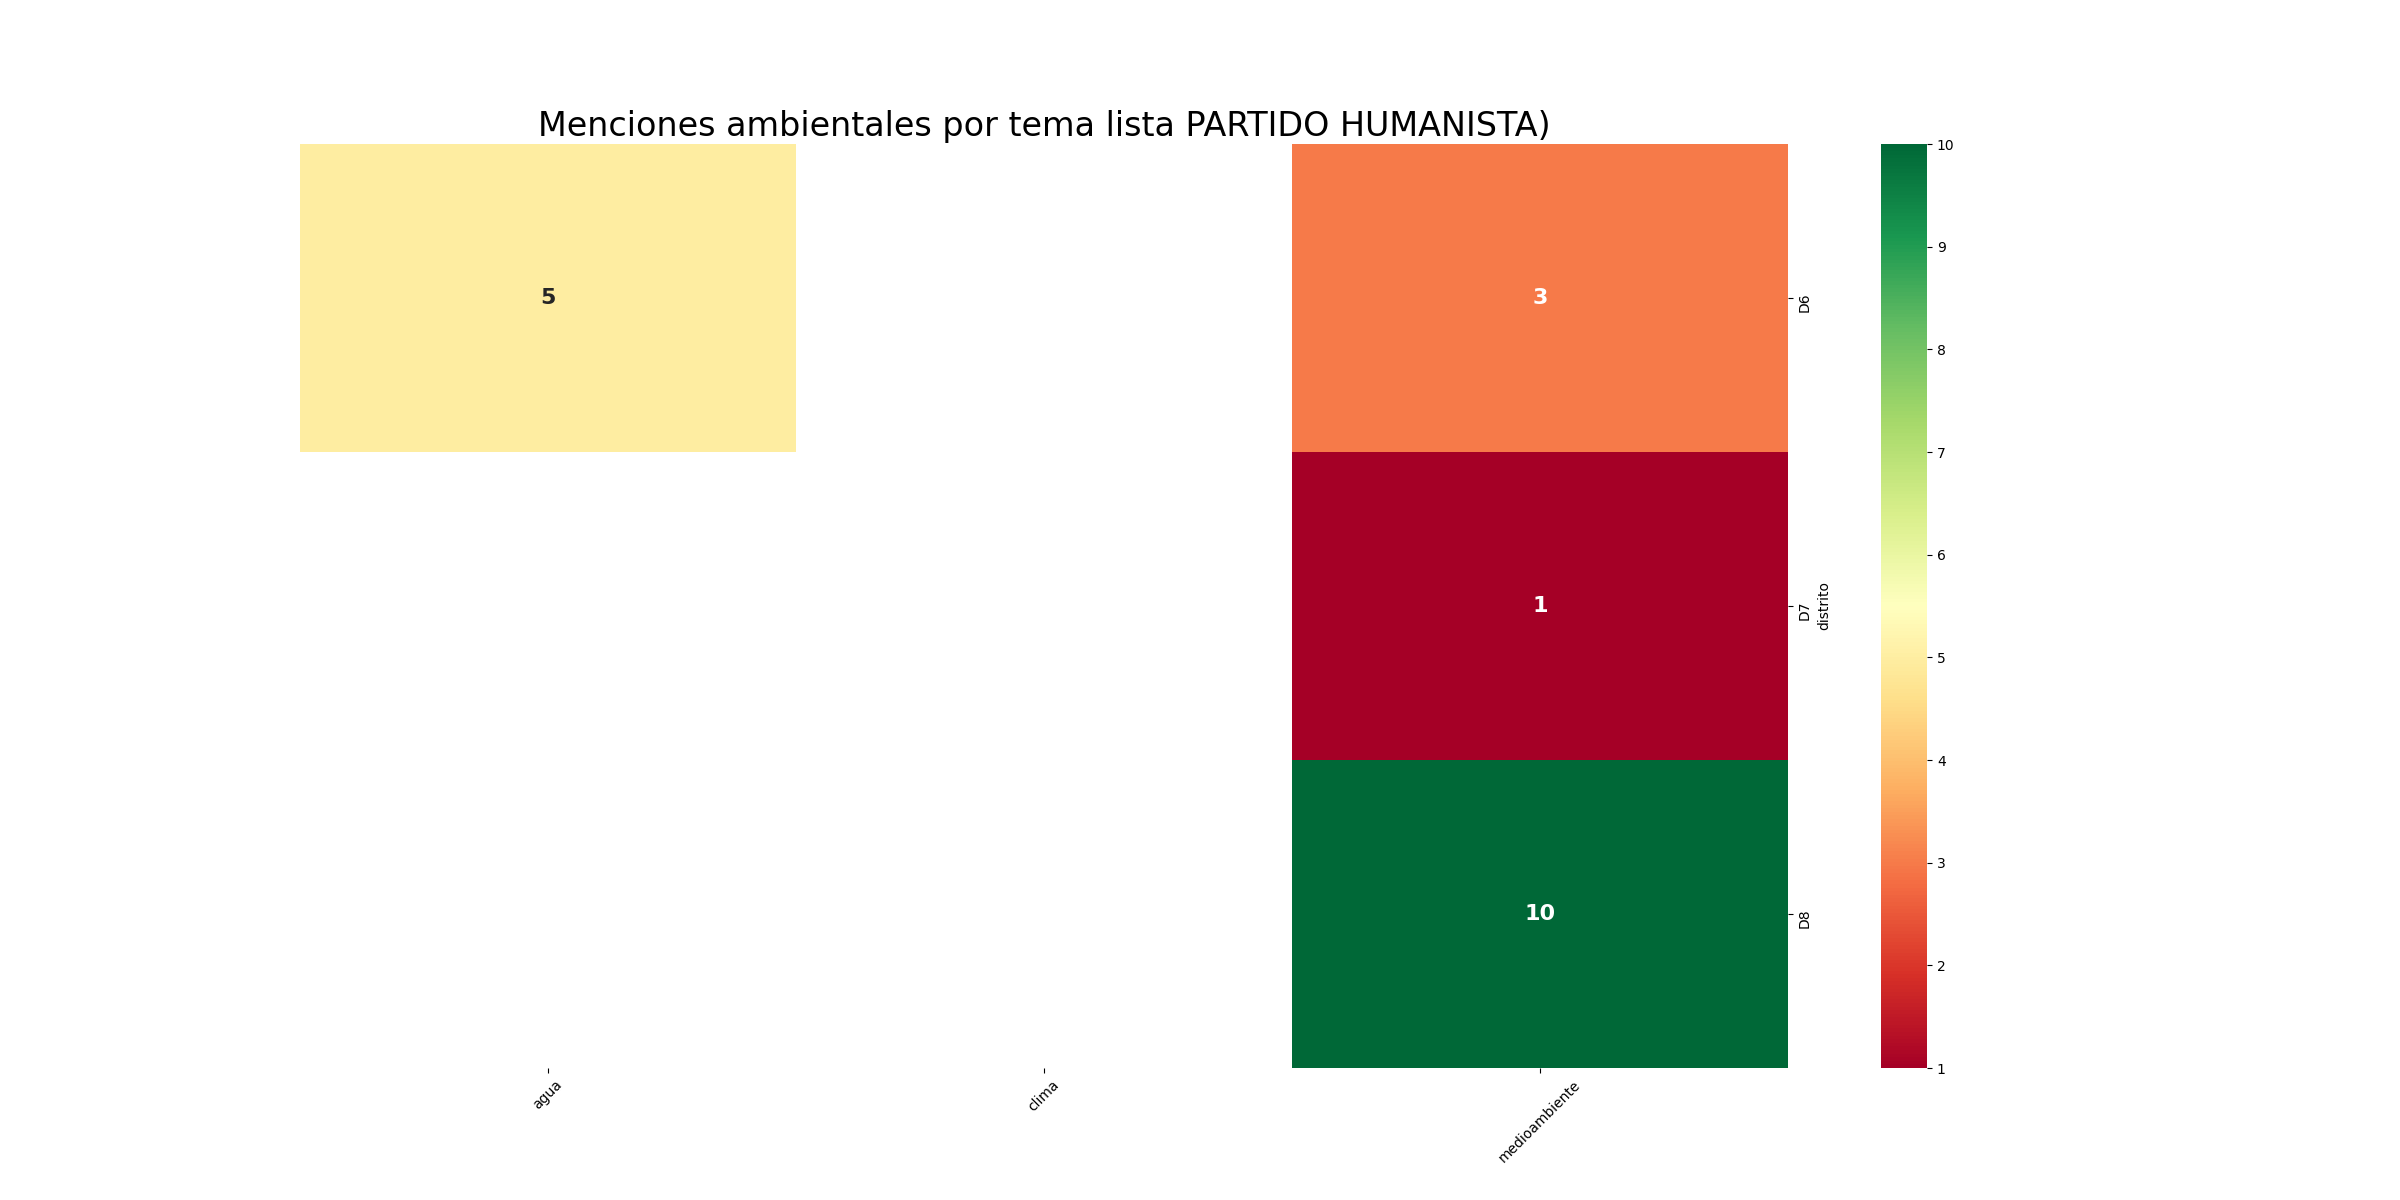 Menciones ambientales por tema lista PARTIDO HUMANISTA)
5
3
1
10
D6
D7
D8
distrito
10
9
8
7
6
5
4
3
2
1
agua
clima
medioambiente